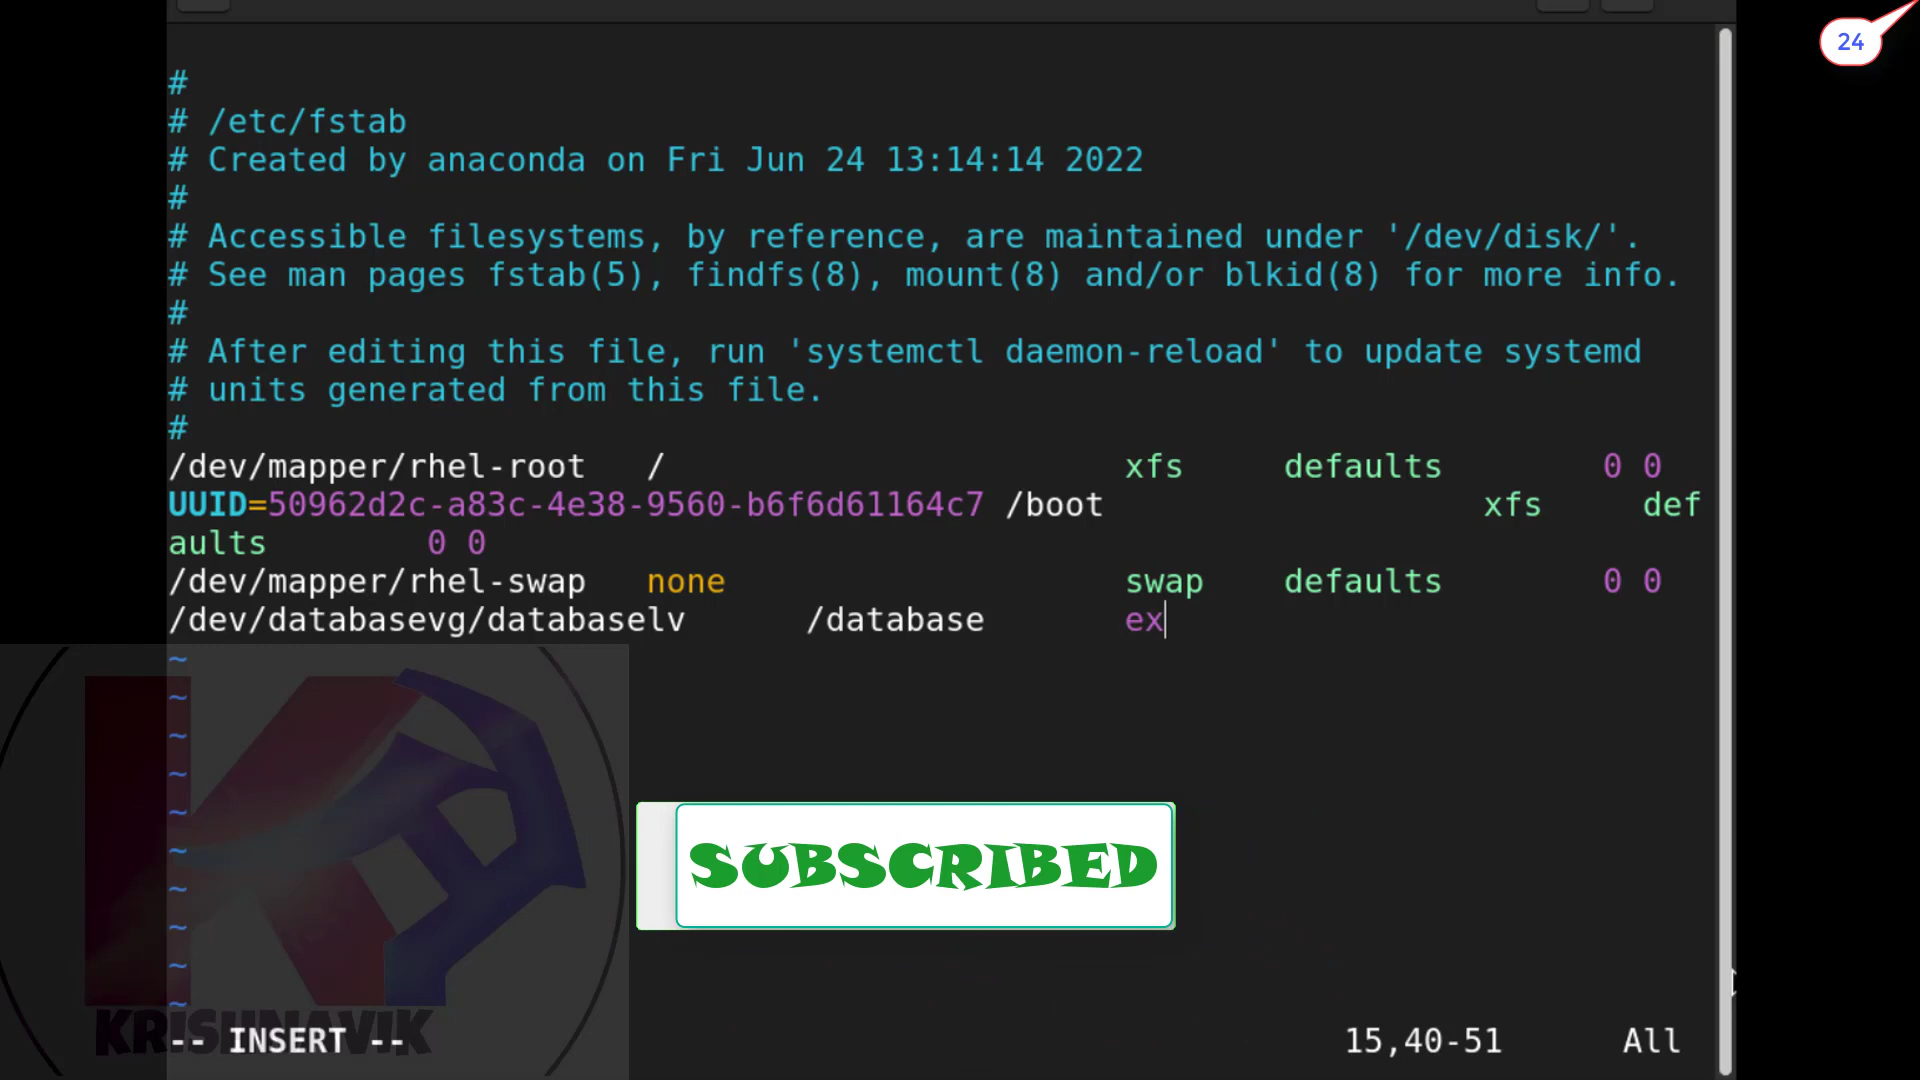 24
#
# /etc/fstab
# Created by anaconda on Fri Jun 24 13:14:14 2022
#
# Accessible filesystems, by reference, are maintained under '/dev/disk/'.
# See man pages fstab(5), findfs(8), mount(8) and/or blkid(8) for more info.
#
# After editing this file, run 'systemctl daemon-reload' to update systemd
# units generated from this file.
#
/dev/mapper/rhel-root   /                       xfs     defaults        0 0
UUID=50962d2c-a83c-4e38-9560-b6f6d61164c7 /boot                   xfs     def
aults        0 0
/dev/mapper/rhel-swap   none                    swap    defaults        0 0
/dev/databasevg/databaselv      /database       ex
~
~
~
~
~
~
~
~
~
~
SUBSCRIBED
KRISHNAVIK
-- INSERT --                                               15,40-51      All